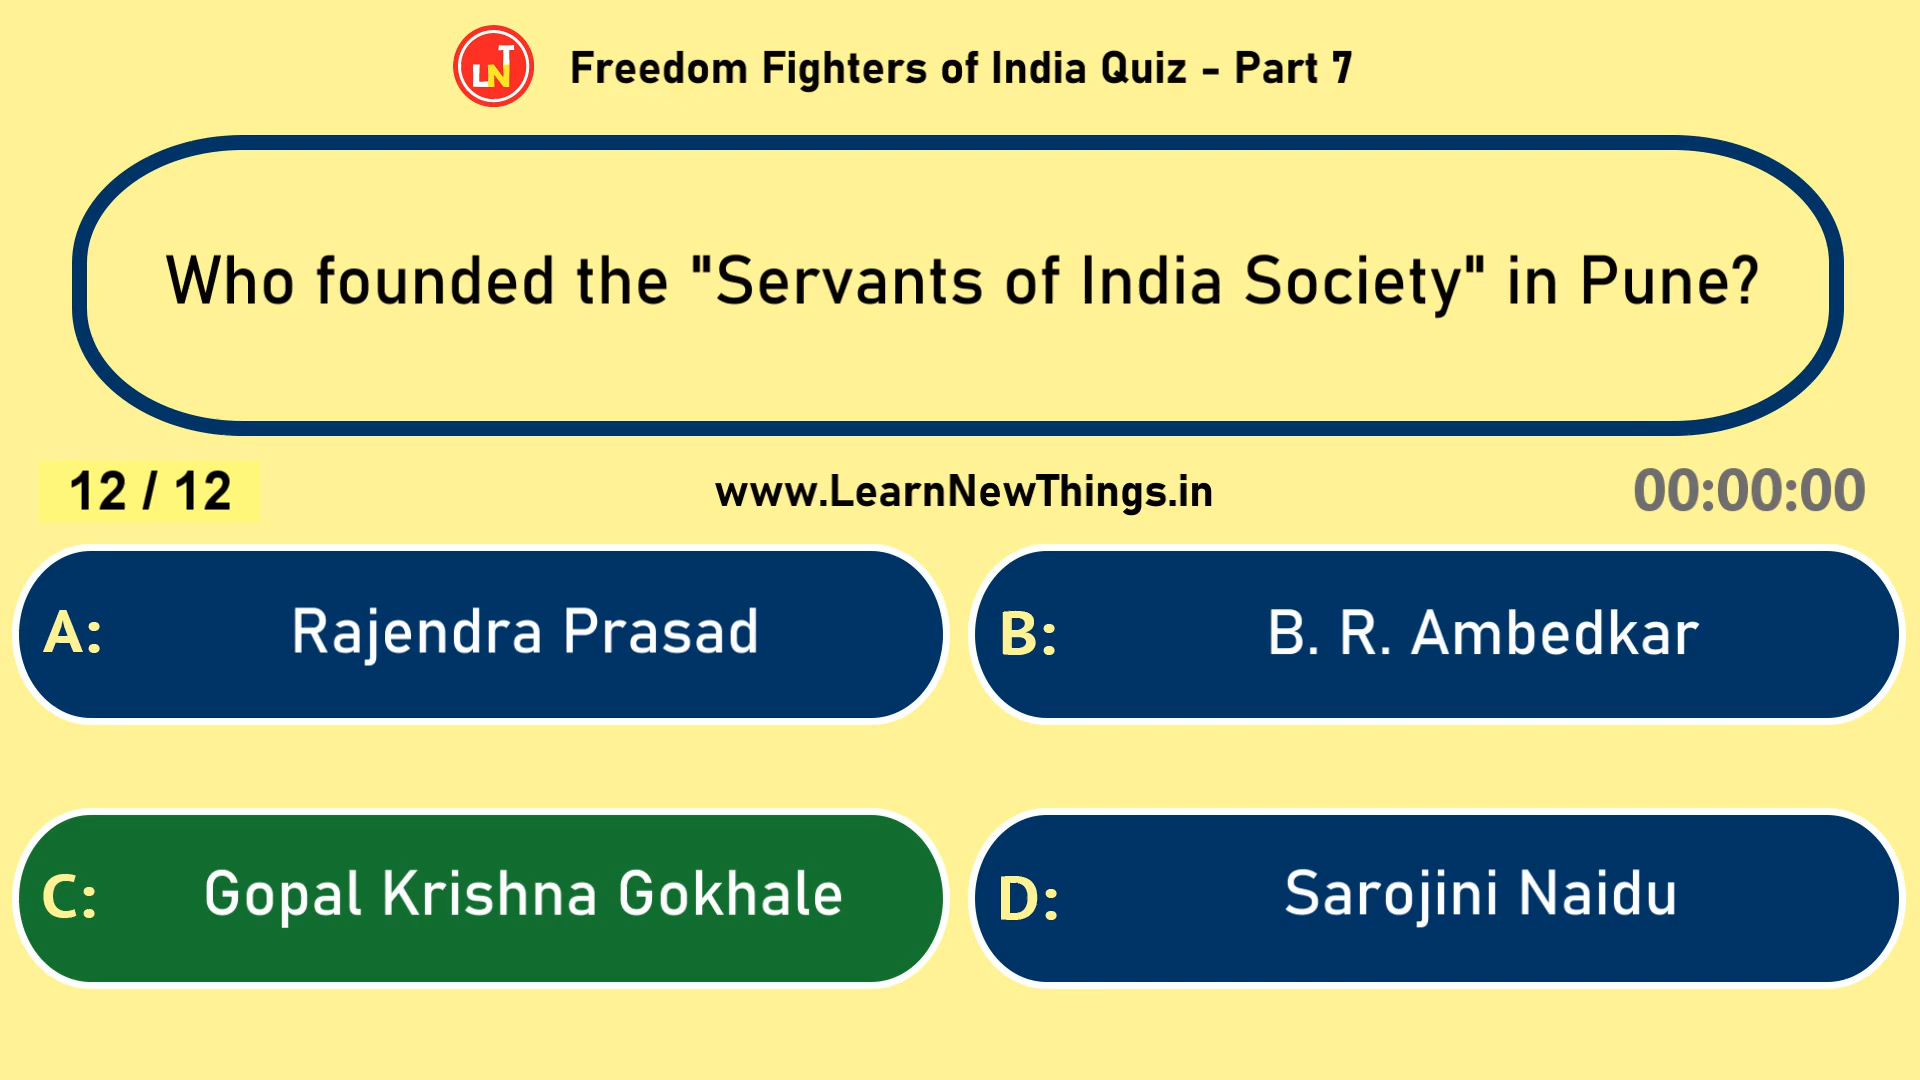 LNT
Freedom Fighters of India Quiz - Part 7
Who founded the "Servants of India Society" in Pune?
12 / 12
www.LearnNewThings.in
00:00:00
A: Rajendra Prasad
B: B. R. Ambedkar
C: Gopal Krishna Gokhale
D: Sarojini Naidu